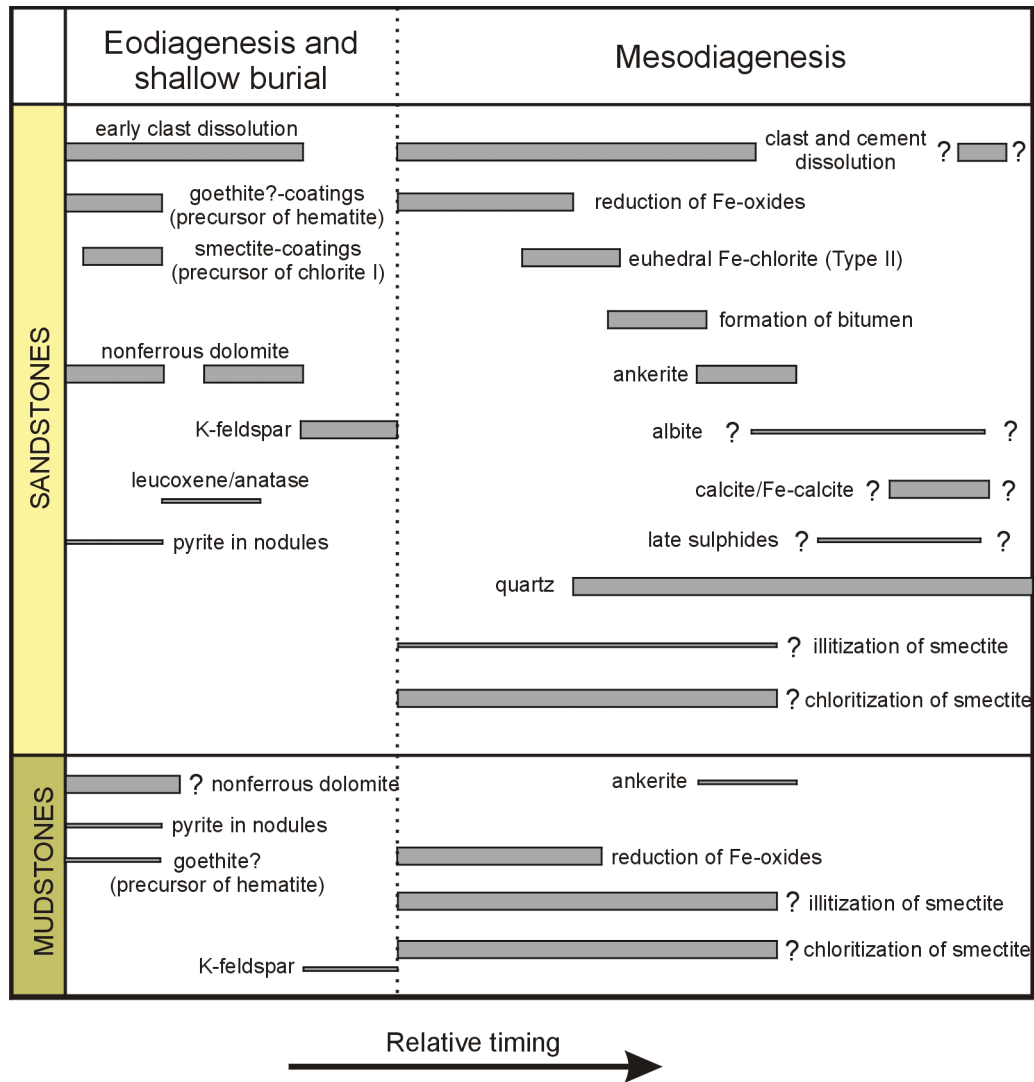 Eodiagenesis and
shallow burial
Mesodiagenesis
SANDSTONES
early clast dissolution
clast and cement
dissolution
? ?
goethite?-coatings
(precursor of hematite)
reduction of Fe-oxides
smectite-coatings
(precursor of chlorite I)
euhedral Fe-chlorite (Type II)
formation of bitumen
nonferrous dolomite
ankerite
K-feldspar
albite ? ?
leucoxene/anatase
calcite/Fe-calcite ? ?
pyrite in nodules
late sulphides ? ?
quartz
? illitization of smectite
? chloritization of smectite
MUDSTONES
? nonferrous dolomite
ankerite
pyrite in nodules
goethite?
(precursor of hematite)
reduction of Fe-oxides
? illitization of smectite
? chloritization of smectite
K-feldspar
Relative timing